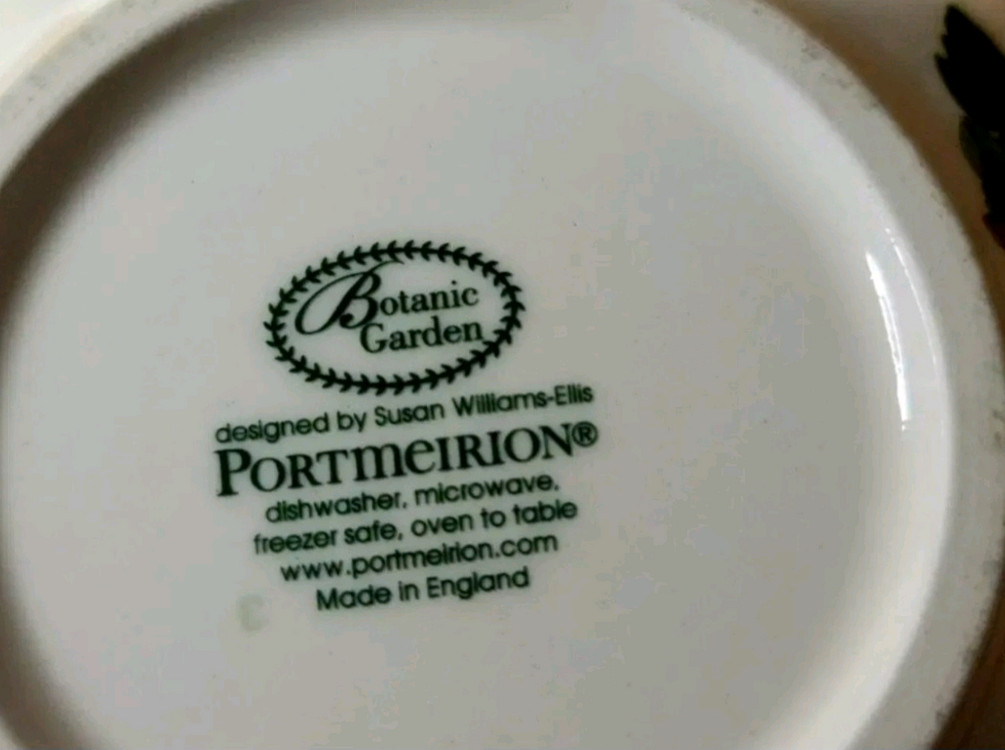 Botanic
Garden
designed by Susan Williams-Ellis
PORTMEIRION®
dishwasher, microwave,
freezer safe, oven to table
www.portmeirion.com
Made in England